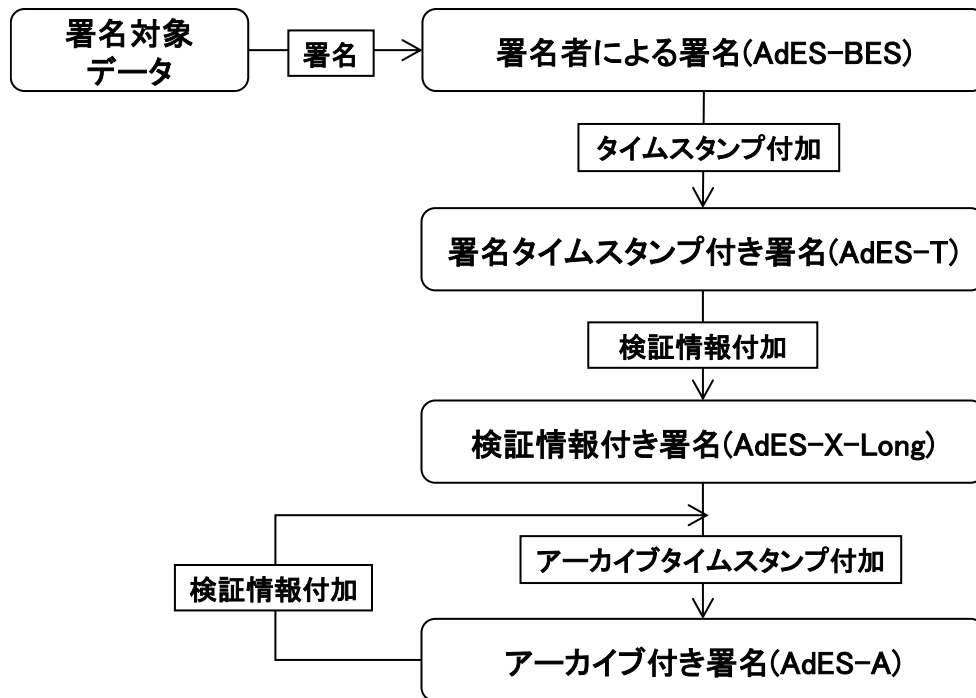 署名対象
データ
署名
署名者による署名(AdES-BES)
タイムスタンプ付加
署名タイムスタンプ付き署名(AdES-T)
検証情報付加
検証情報付き署名(AdES-X-Long)
アーカイブタイムスタンプ付加
検証情報付加
アーカイブ付き署名(AdES-A)